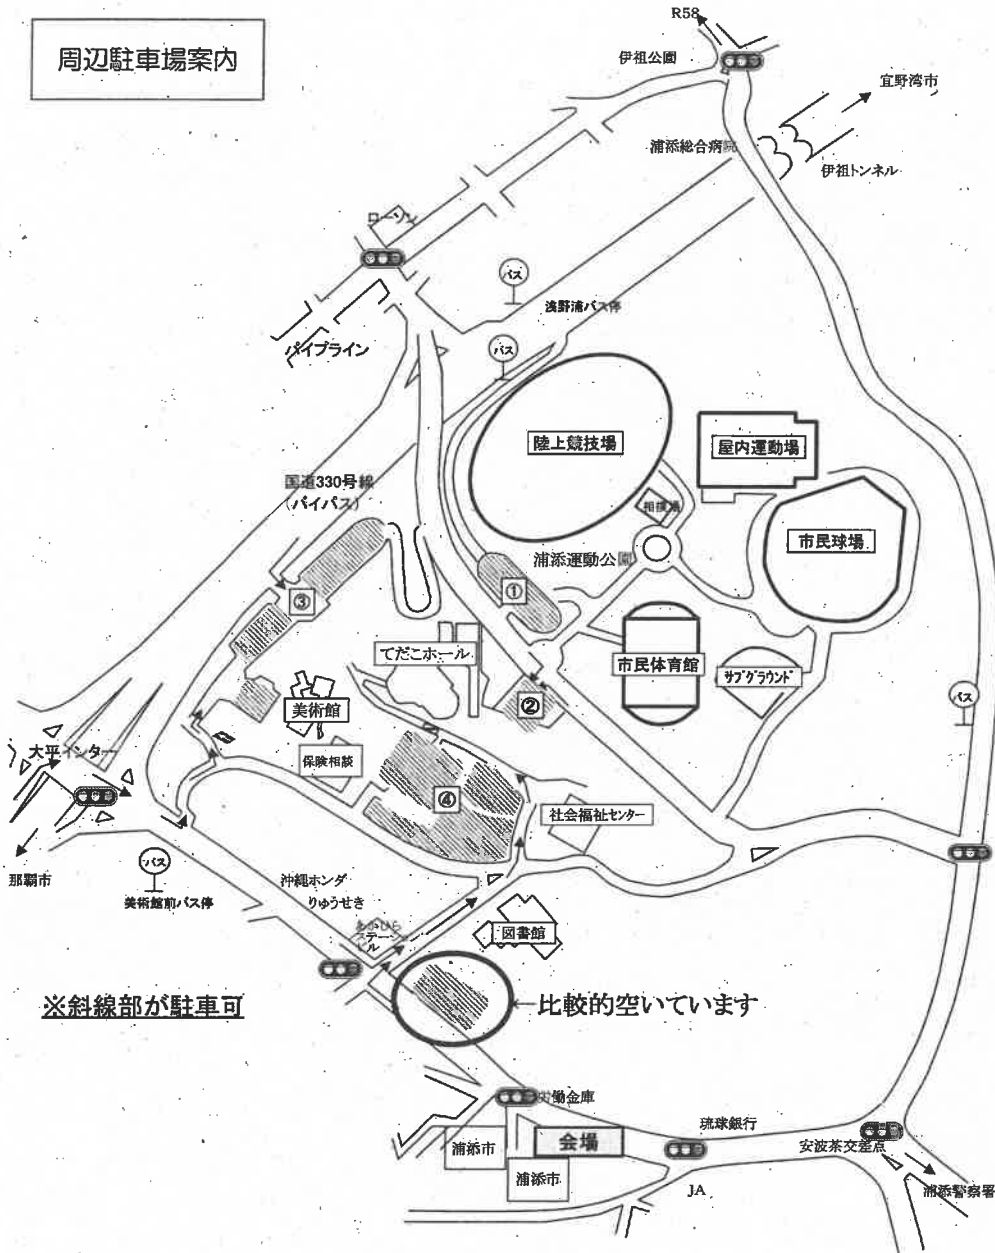 周辺駐車場案内
R58
伊祖公園
宜野湾市
浦添総合病院
伊祖トンネル
ローソン
バス
浅野浦バス停
パイプライン
バス
陸上競技場
屋内運動場
国道330号線
(バイパス)
相撲場
市民球場
浦添運動公園
①
③
てだこホール
市民体育館
サブグラウンド
②
美術館
バス
大平インター
保険相談
④
社会福祉センター
バス
那覇市
美術館前バス停
沖縄ホンダ
りゅうせき
図書館
※斜線部が駐車可
比較的空いています
労働金庫
琉球銀行
会場
浦添市
安波茶交差点
浦添市
JA
浦添警察署